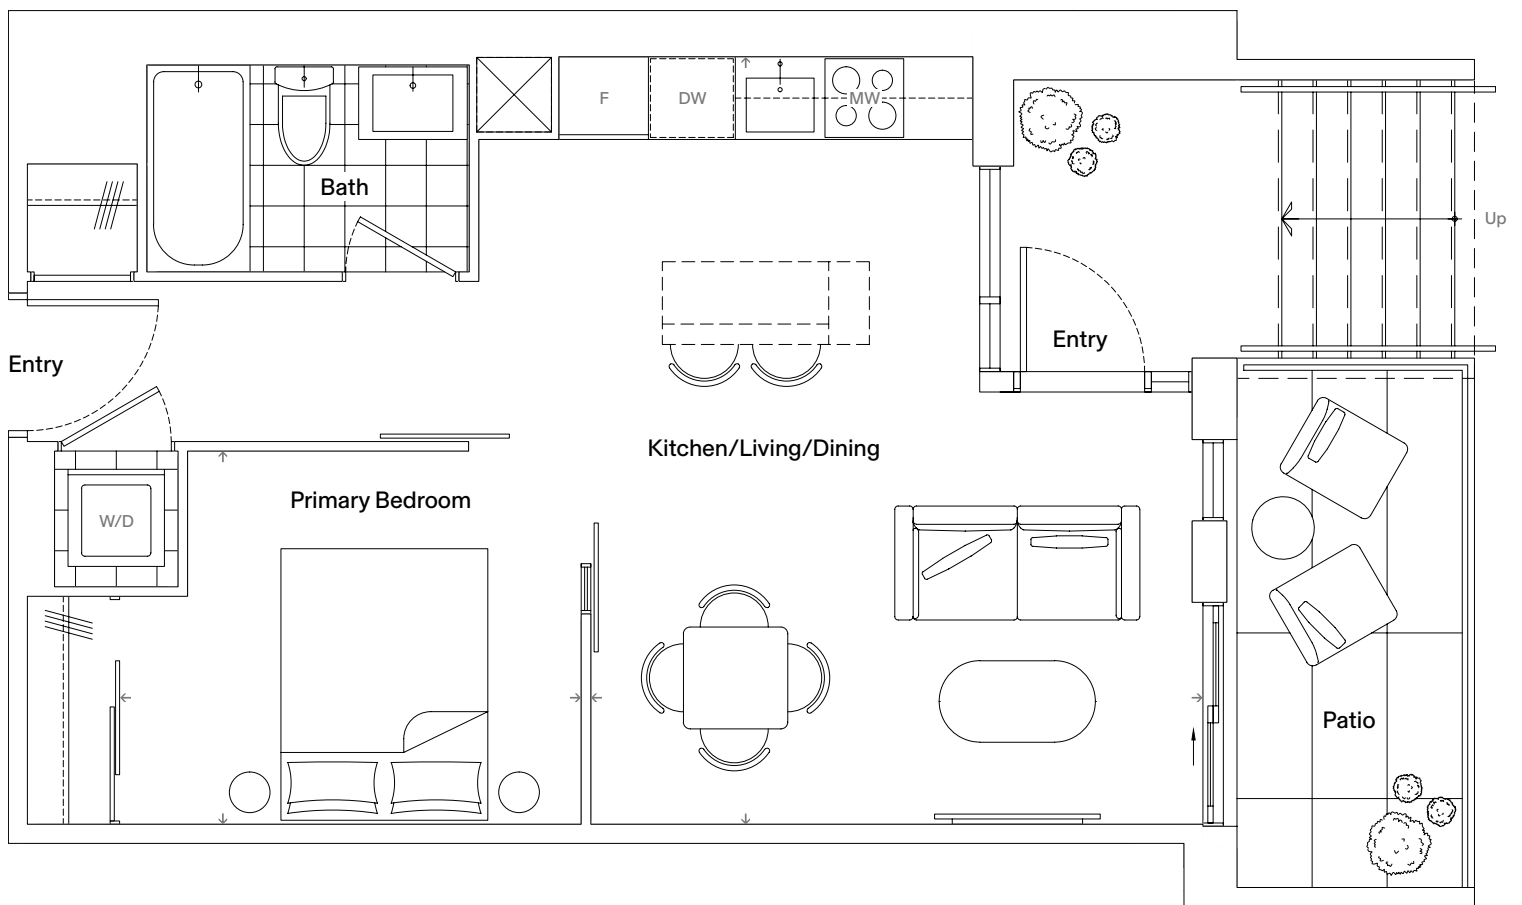 F
DW
MW
Bath
Up
Entry
Entry
Kitchen/Living/Dining
Primary Bedroom
W/D
Patio